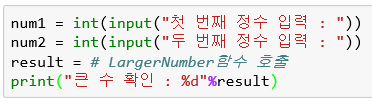 num1 = int(input("첫 번째 정수 입력 : "))
num2 = int(input("두 번째 정수 입력 : "))
result = # LargerNumber함수 호출
print("큰 수 확인 : %d"%result)